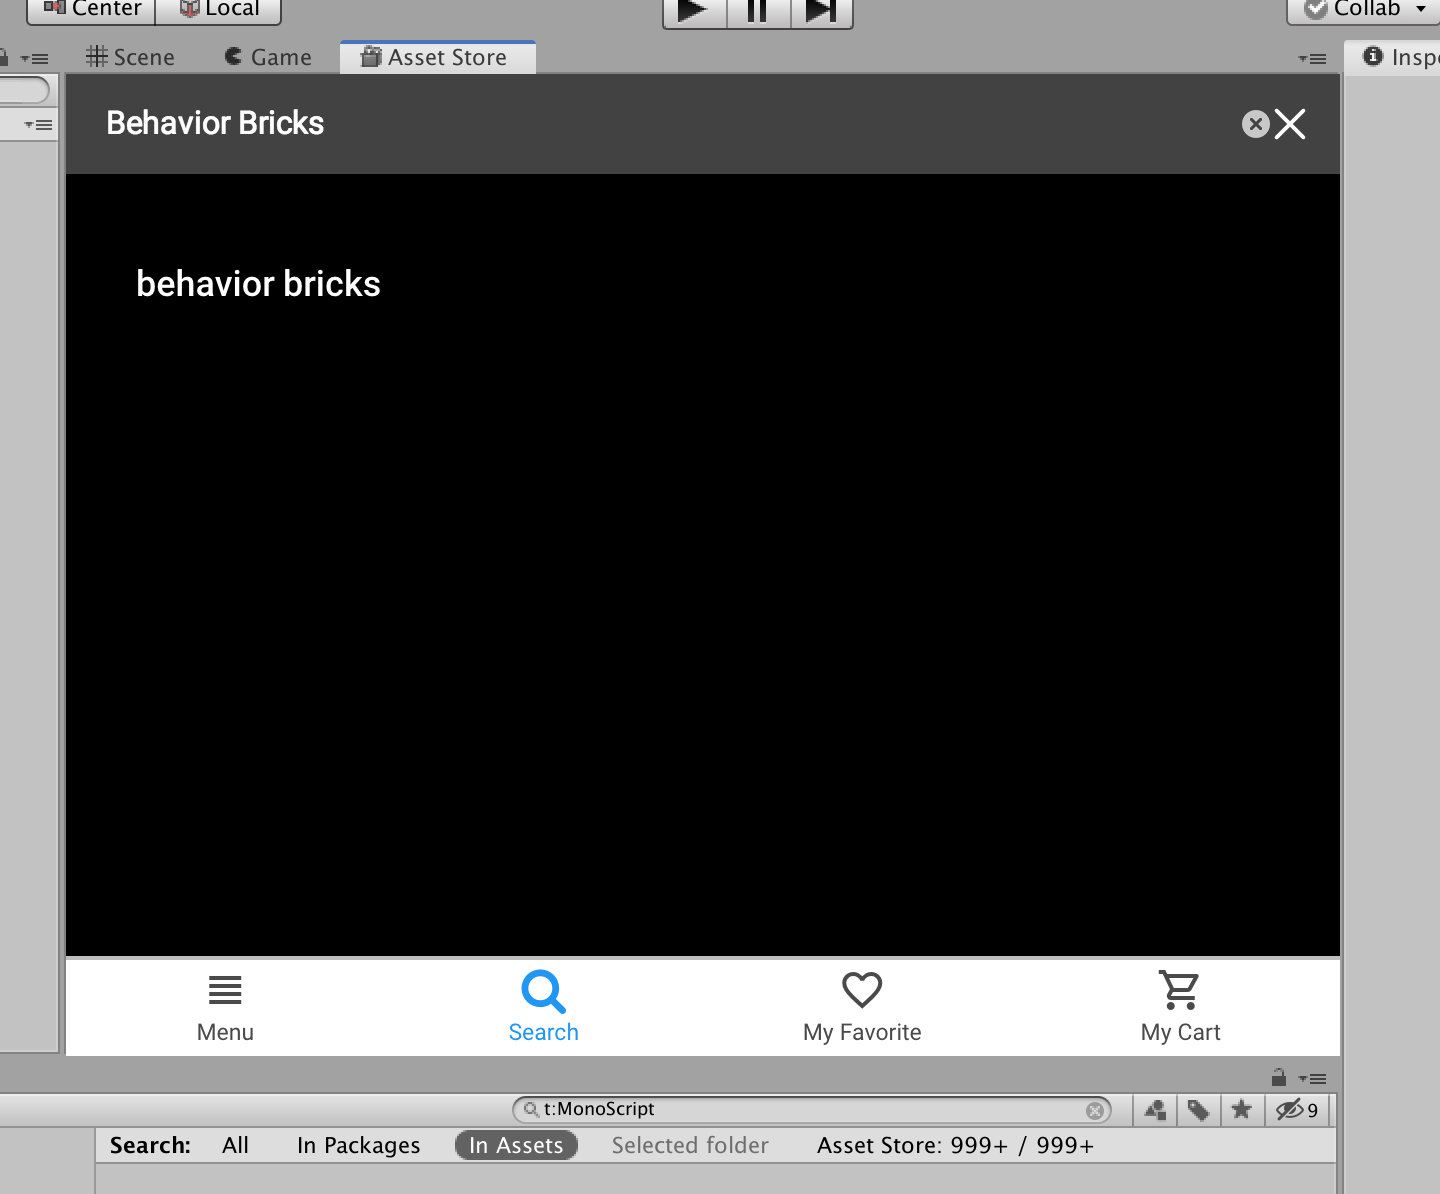 Center Local Collab
Scene Game Asset Store
Behavior Bricks
behavior bricks
Menu Search My Favorite My Cart
t:MonoScript 9
Search: All In Packages In Assets Selected folder Asset Store: 999+ / 999+